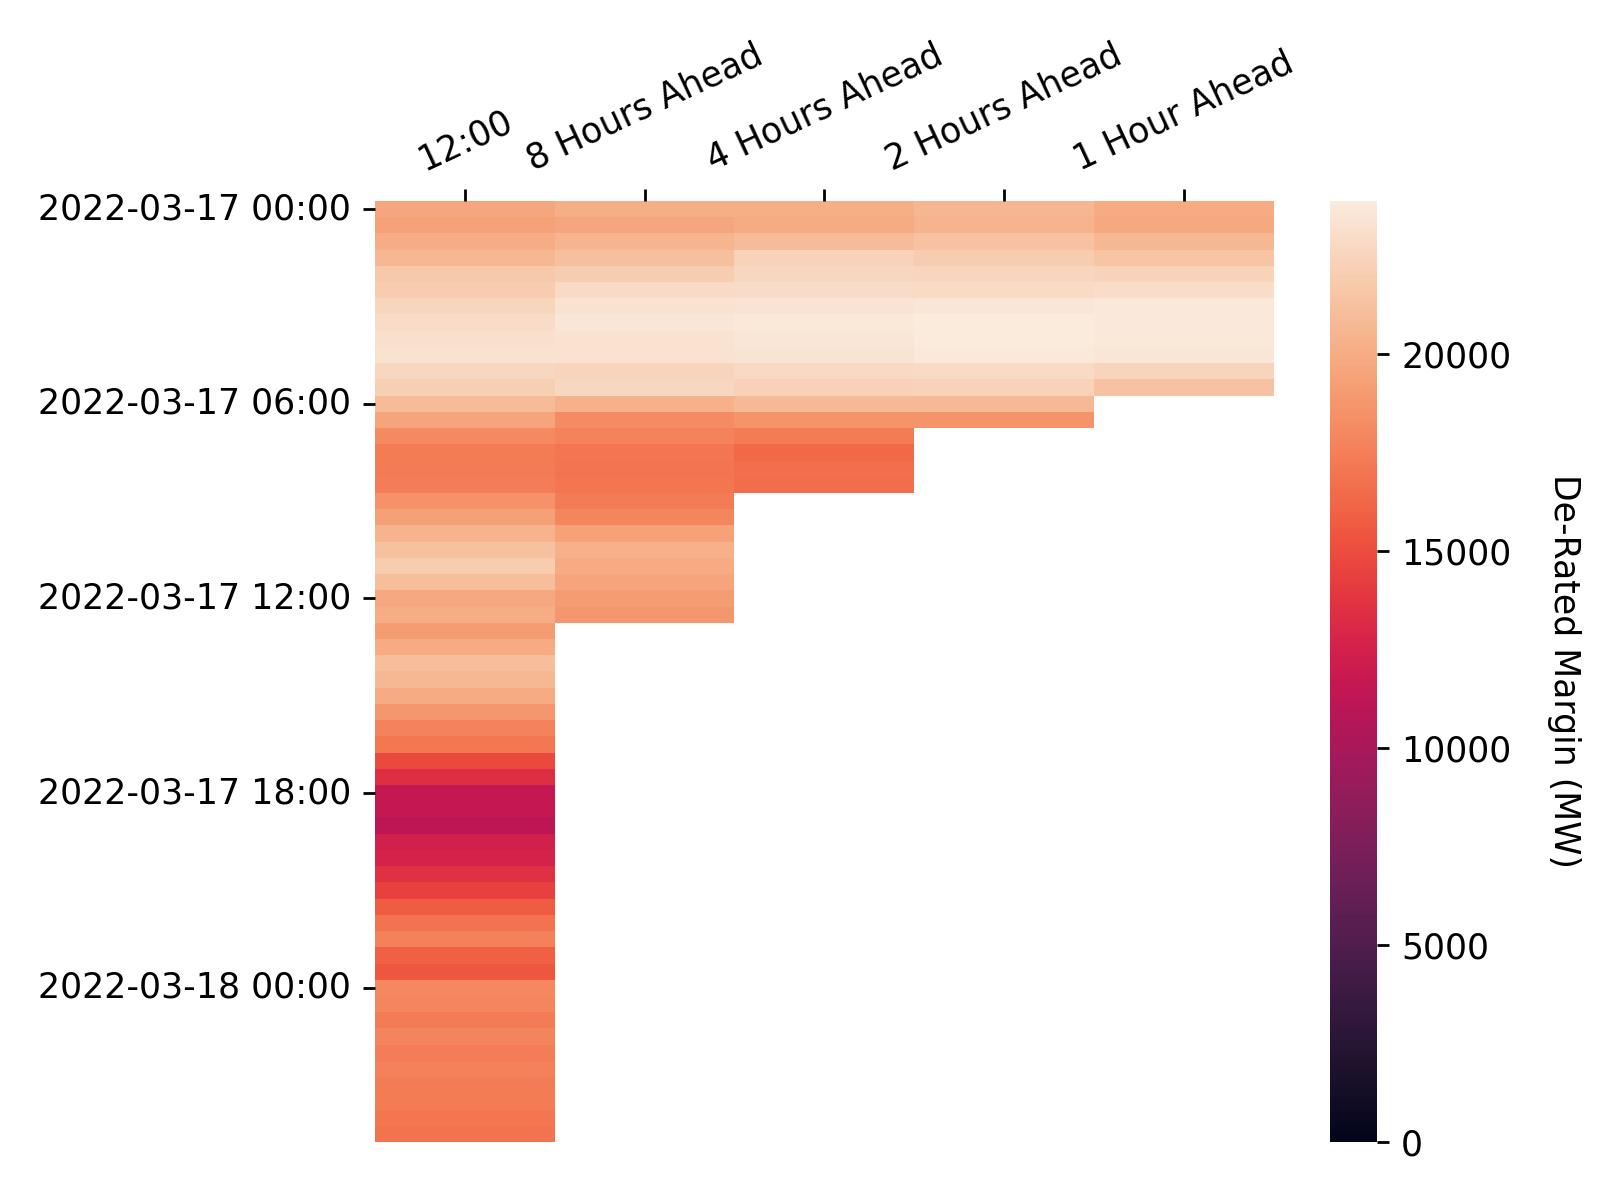 12:00
8 Hours Ahead
4 Hours Ahead
2 Hours Ahead
1 Hour Ahead
2022-03-17 00:00
2022-03-17 06:00
2022-03-17 12:00
2022-03-17 18:00
2022-03-18 00:00
20000
15000
10000
5000
0
De-Rated Margin (MW)